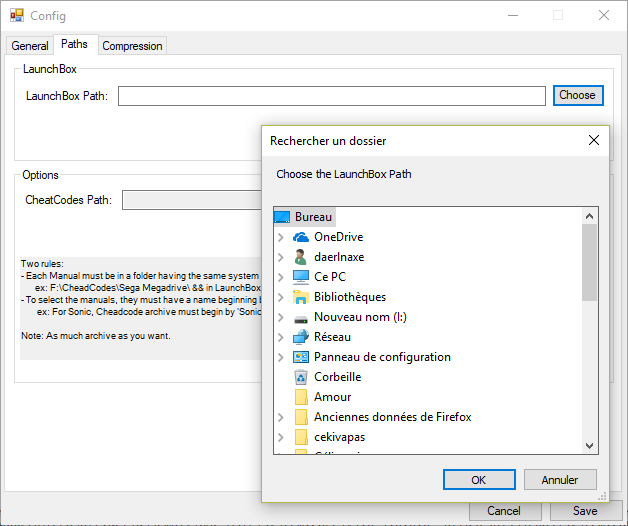 Config
General Paths Compression
LaunchBox
LaunchBox Path:
Choose
Options
CheatCodes Path:
Two rules:
- Each Manual must be in a folder having the same system
ex: F:\CheadCodes\Sega Megadrive\ && in LaunchBox
- To select the manuals, they must have a name beginning
ex: For Sonic, Cheadcode archive must begin by 'Sonic
Note: As much archive as you want.
Rechercher un dossier
Choose the LaunchBox Path
Bureau
OneDrive
daerlnaxe
Ce PC
Bibliothèques
Nouveau nom (I:)
Réseau
Panneau de configuration
Corbeille
Amour
Anciennes données de Firefox
cekivapas
OK
Annuler
Cancel
Save